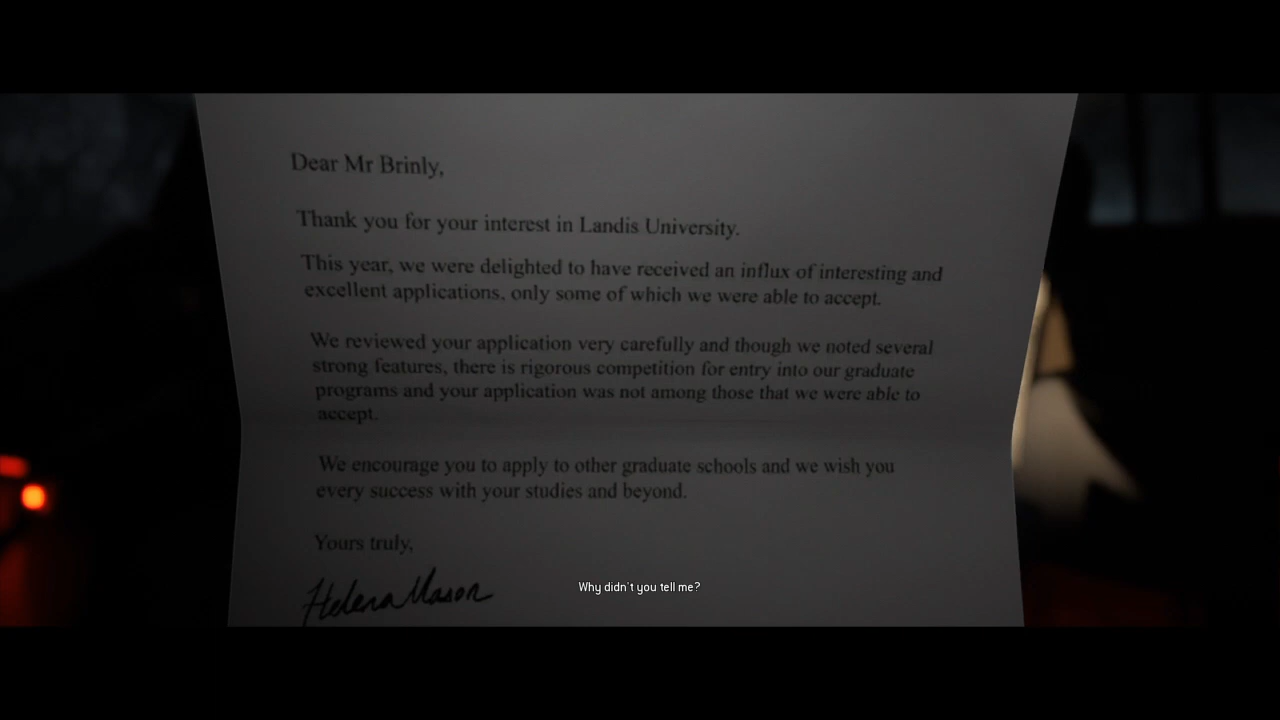 Dear Mr Brinly,
Thank you for your interest in Landis University.
This year, we were delighted to have received an influx of interesting and
excellent applications, only some of which we were able to accept.
We reviewed your application very carefully and though we noted several
strong features, there is rigorous competition for entry into our graduate
programs and your application was not among those that we were able to
accept.
We encourage you to apply to other graduate schools and we wish you
every success with your studies and beyond.
Yours truly,
Helena Mason
Why didn't you tell me?